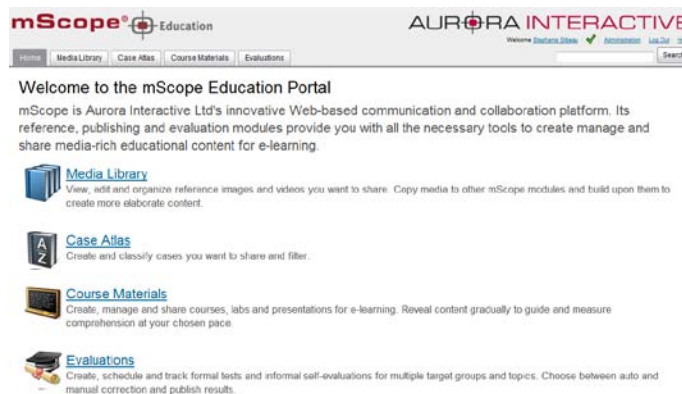 mScope® Education
AURORA INTERACTIVE
Welcome Administration Log Out
Home Media Library Case Atlas Course Materials Evaluations Search
Welcome to the mScope Education Portal
mScope is Aurora Interactive Ltd's innovative Web-based communication and collaboration platform. Its
reference, publishing and evaluation modules provide you with all the necessary tools to create manage and
share media-rich educational content for e-learning.
Media Library
View, edit and organize reference images and videos you want to share. Copy media to other mScope modules and build upon them to
create more elaborate content.
Case Atlas
Create and classify cases you want to share and filter.
Course Materials
Create, manage and share courses, labs and presentations for e-learning. Reveal content gradually to guide and measure
comprehension at your chosen pace.
Evaluations
Create, schedule and track formal tests and informal self-evaluations for multiple target groups and topics. Choose between auto and
manual correction and publish results.
A
Z